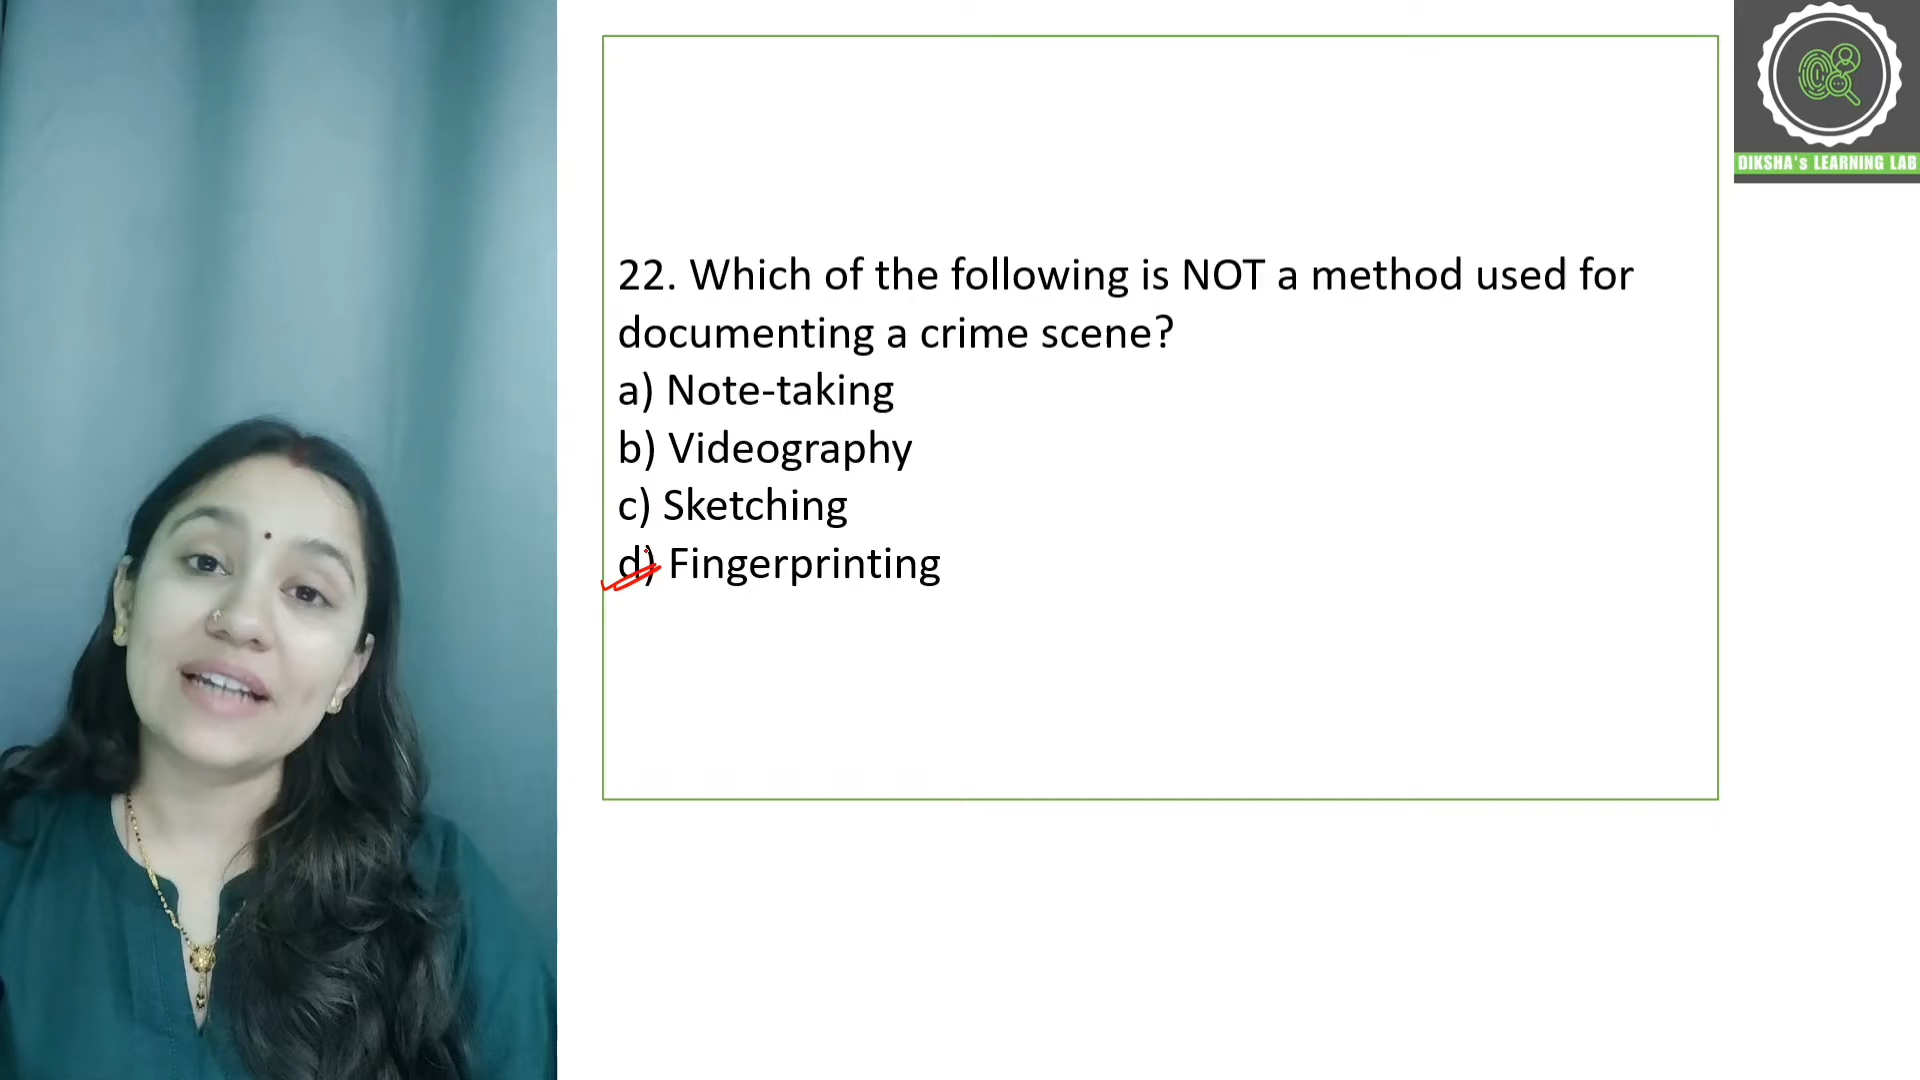 DIKSHA's LEARNING LAB
22. Which of the following is NOT a method used for
documenting a crime scene?
a) Note-taking
b) Videography
c) Sketching
d) Fingerprinting